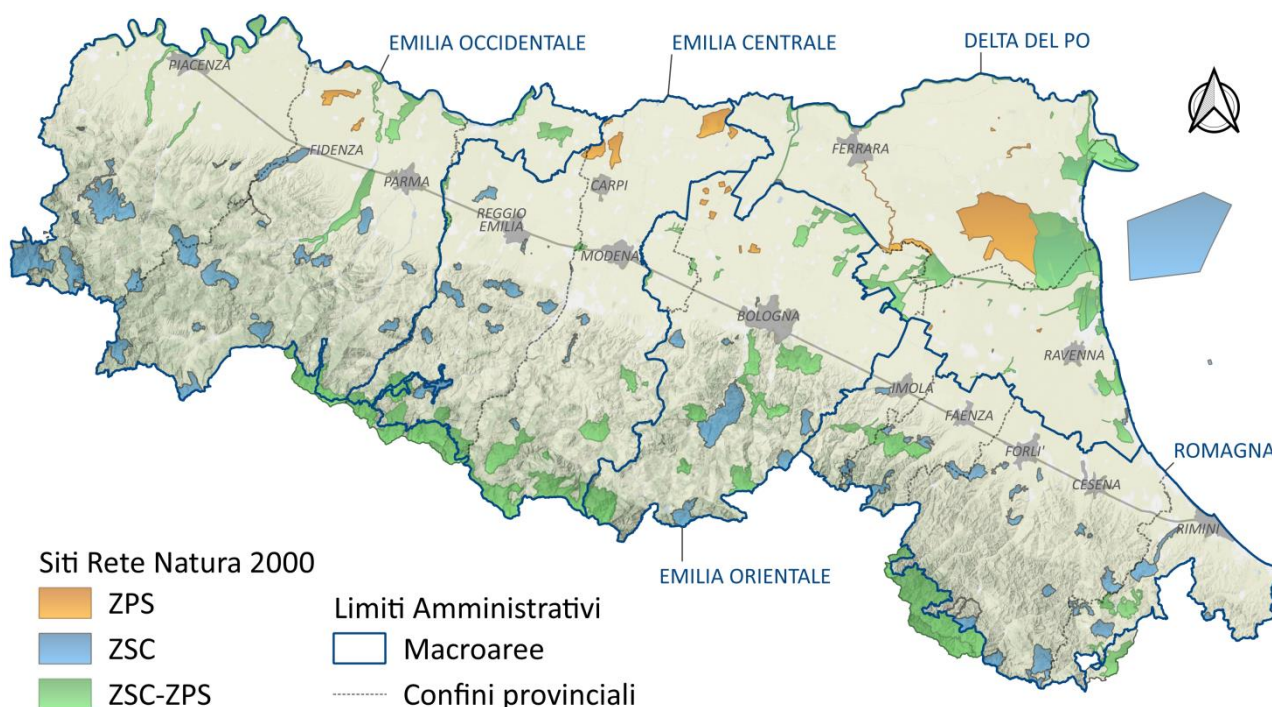 EMILIA OCCIDENTALE
EMILIA CENTRALE
DELTA DEL PO
PIACENZA
FIDENZA
PARMA
REGGIO
EMILIA
CARPI
MODENA
FERRARA
BOLOGNA
RAVENNA
IMOLA
FAENZA
FORLI'
CESENA
ROMAGNA
RIMINI
EMILIA ORIENTALE
Siti Rete Natura 2000
ZPS
ZSC
ZSC-ZPS
Limiti Amministrativi
Macroaree
Confini provinciali